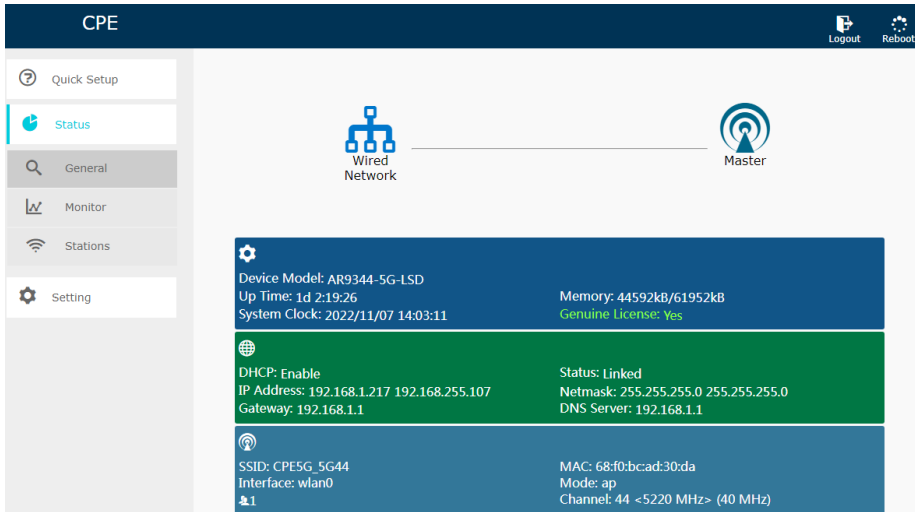 CPE
Logout
Reboot
Quick Setup
Status
General
Monitor
Stations
Setting
Wired
Network
Master
Device Model: AR9344-5G-LSD
Up Time: 1d 2:19:26
Memory: 44592kB/61952kB
System Clock: 2022/11/07 14:03:11
Genuine License: Yes
DHCP: Enable
Status: Linked
IP Address: 192.168.1.217 192.168.255.107
Netmask: 255.255.255.0 255.255.255.0
Gateway: 192.168.1.1
DNS Server: 192.168.1.1
SSID: CPE5G_5G44
MAC: 68:f0:bc:ad:30:da
Interface: wlan0
Mode: ap
1
Channel: 44 <5220 MHz> (40 MHz)